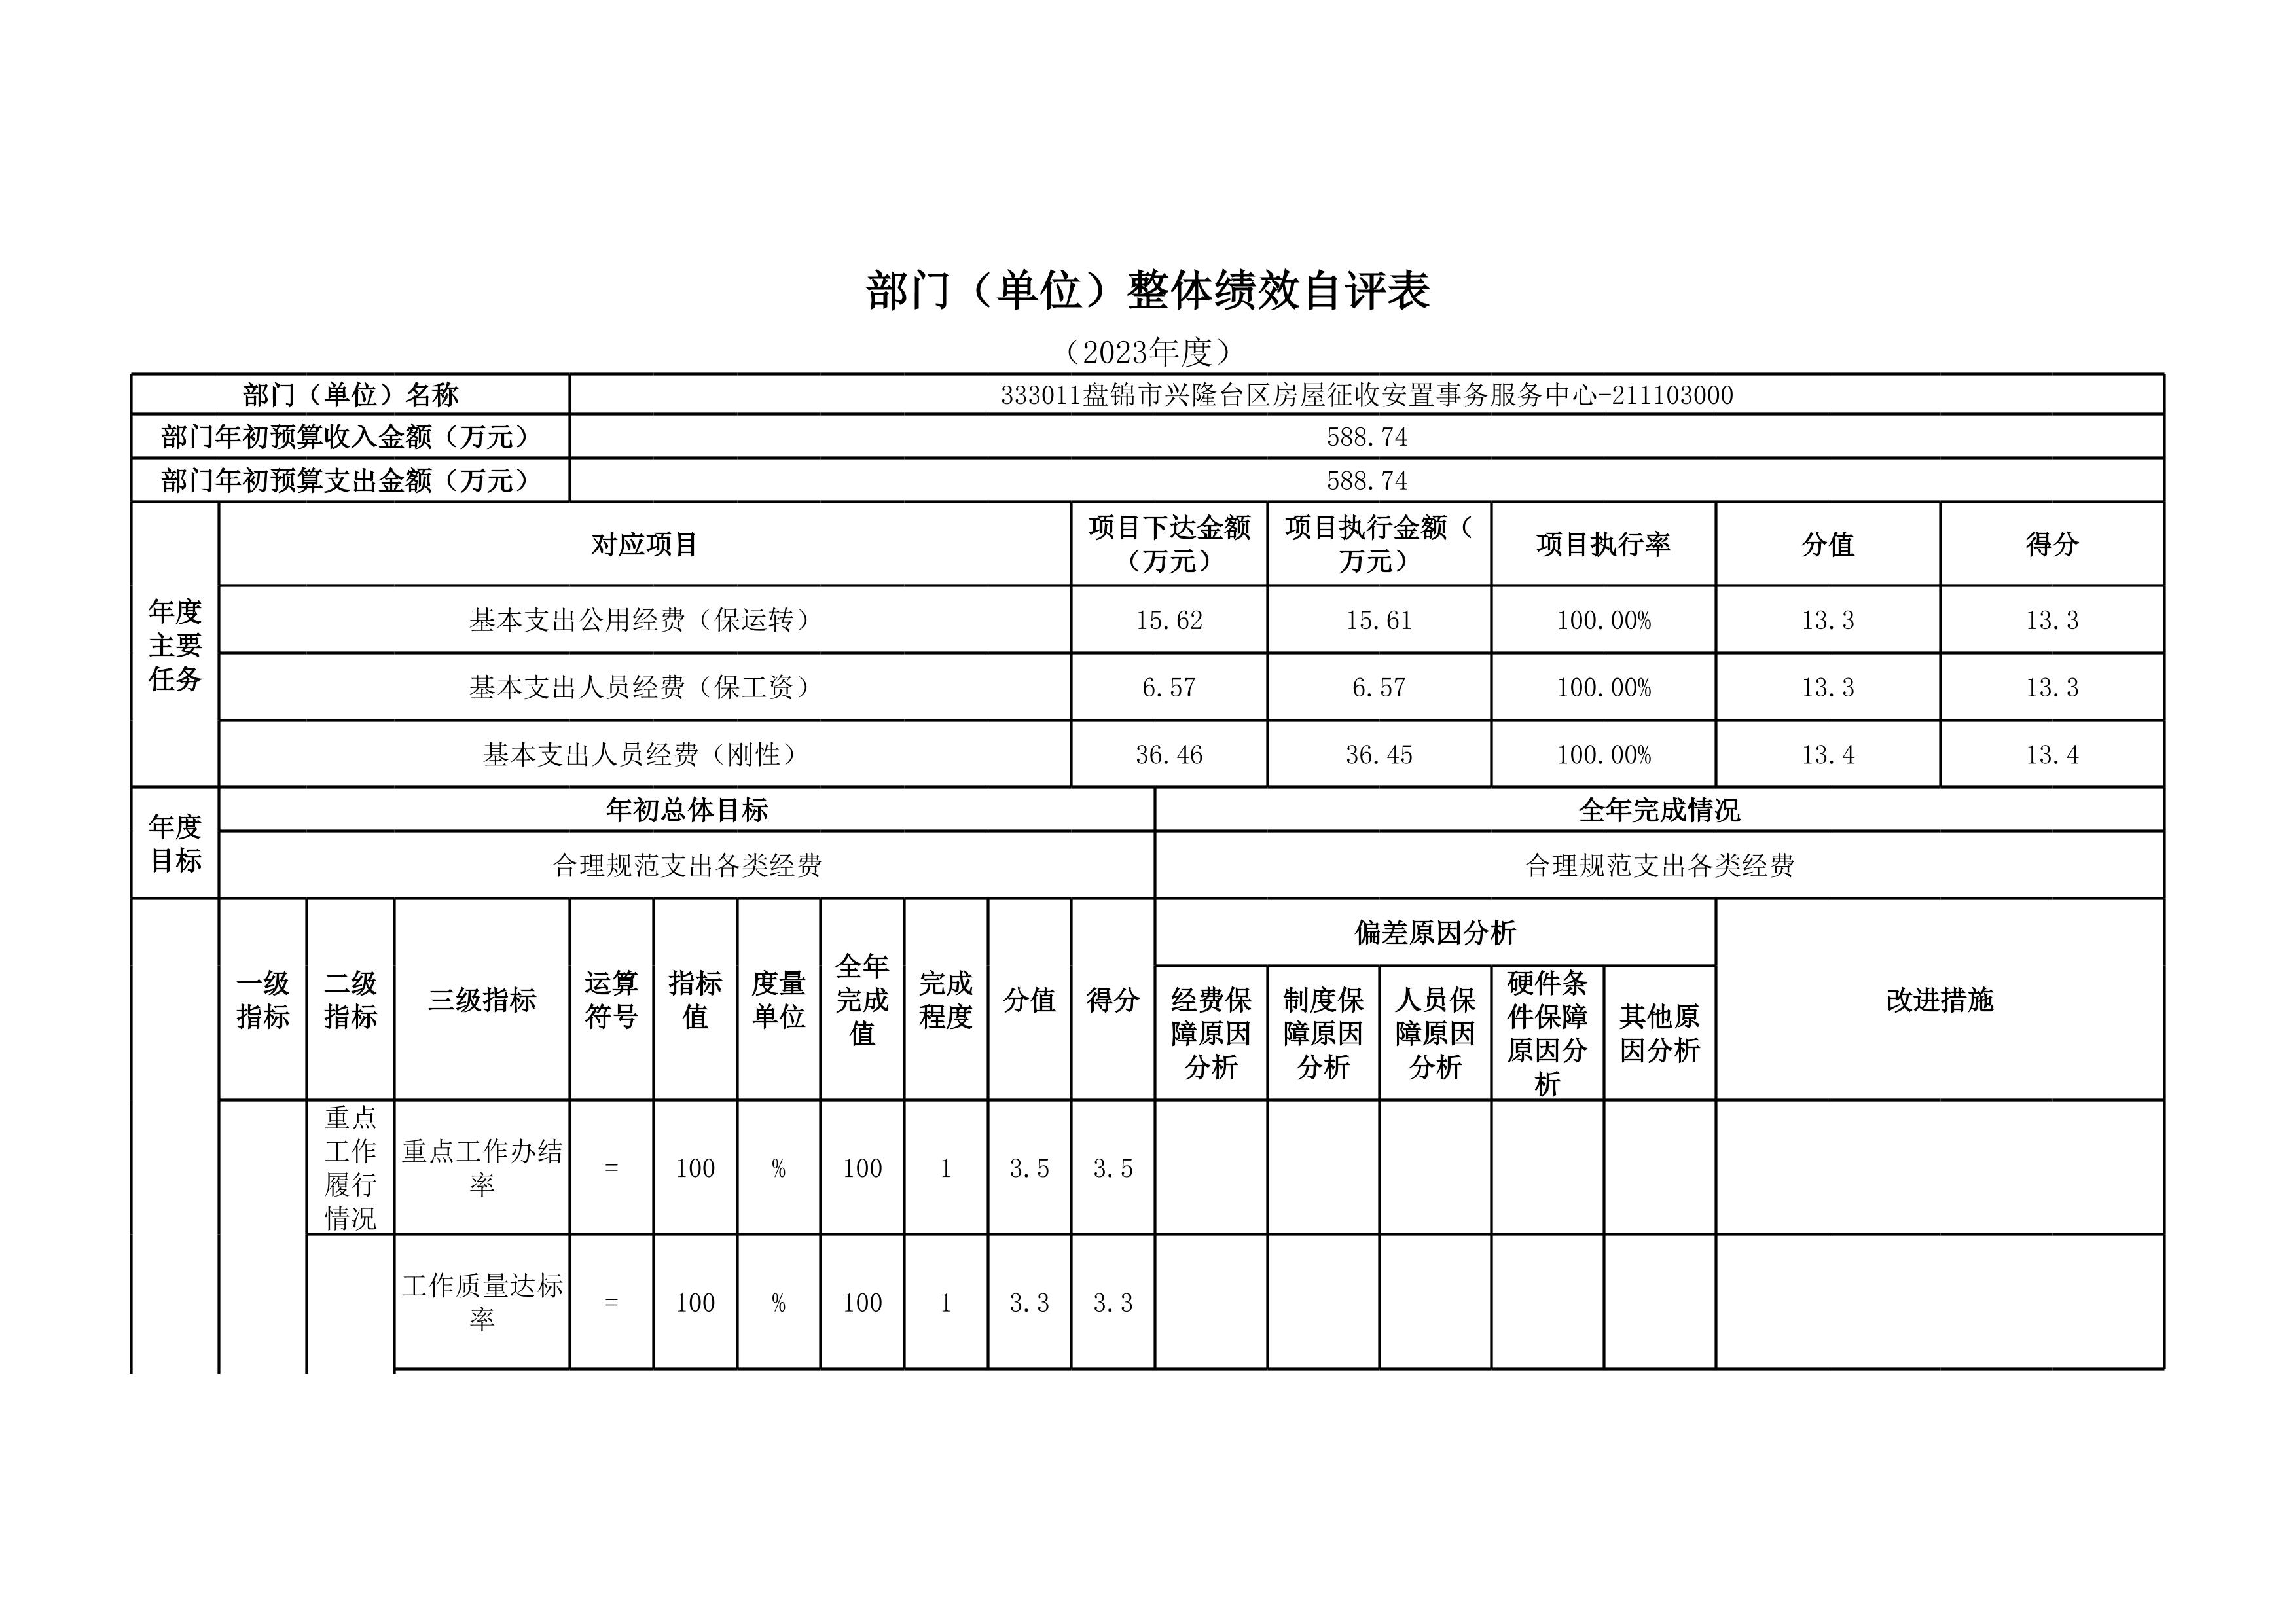 部门（单位）整体绩效自评表
（2023年度）
部门（单位）名称 333011盘锦市兴隆台区房屋征收安置事务服务中心-211103000
部门年初预算收入金额（万元） 588.74
部门年初预算支出金额（万元） 588.74
年度
主要
任务
对应项目
项目下达金额
（万元）
项目执行金额（
万元）
项目执行率
分值
得分
基本支出公用经费（保运转） 15.62 15.61 100.00% 13.3 13.3
基本支出人员经费（保工资） 6.57 6.57 100.00% 13.3 13.3
基本支出人员经费（刚性） 36.46 36.45 100.00% 13.4 13.4
年度
目标
年初总体目标 全年完成情况
合理规范支出各类经费 合理规范支出各类经费
一级
指标
二级
指标
三级指标
运算
符号
指标
值
度量
单位
全年
完成
值
完成
程度
分值
得分
偏差原因分析
经费保
障原因
分析
制度保
障原因
分析
人员保
障原因
分析
硬件条
件保障
原因分
析
其他原
因分析
改进措施
重点
工作
履行
情况
重点工作办结
率
= 100 % 100 1 3.5 3.5
工作质量达标
率
= 100 % 100 1 3.3 3.3